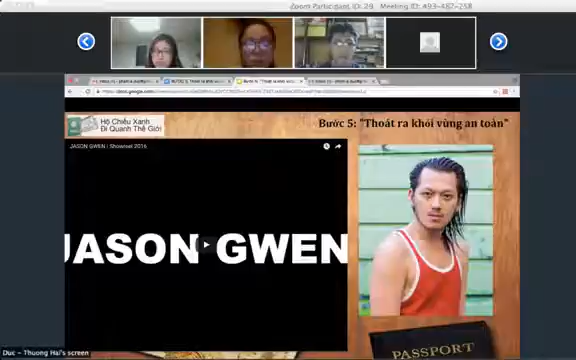 Zoom Participant ID: 29 Meeting ID: 493-487-258
Hộ Chiếu Xanh
Đi Quanh Thế Giới
Bước 5: "Thoát ra khỏi vùng an toàn"
JASON GWEN | Showreel 2016
JASON GWEN
PASSPORT
Duc - Thuong Hai's screen